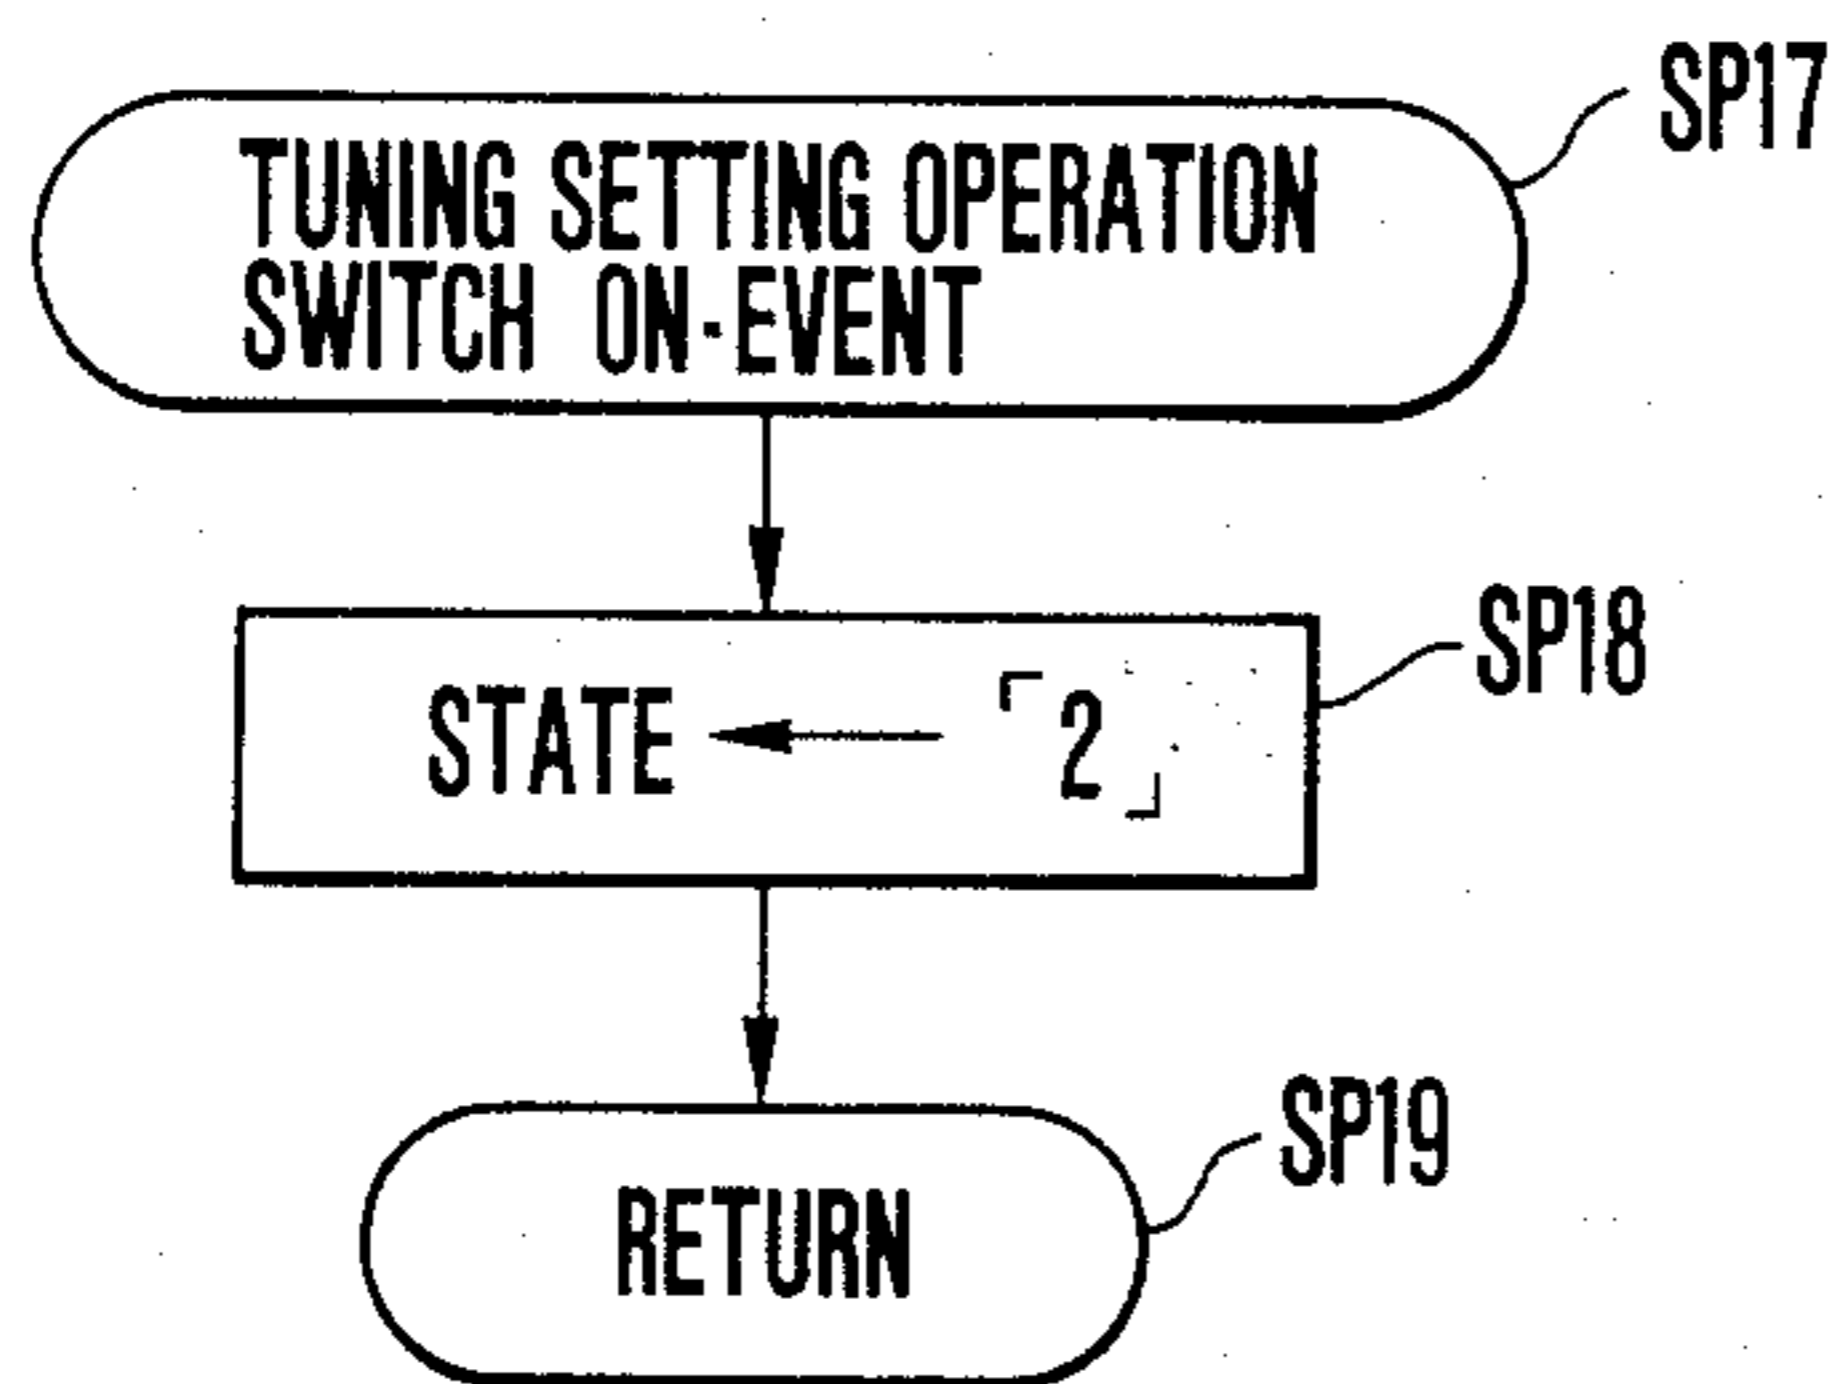 SP17
TUNING SETTING OPERATION
SWITCH ON-EVENT
SP18
STATE ← 「2」
SP19
RETURN